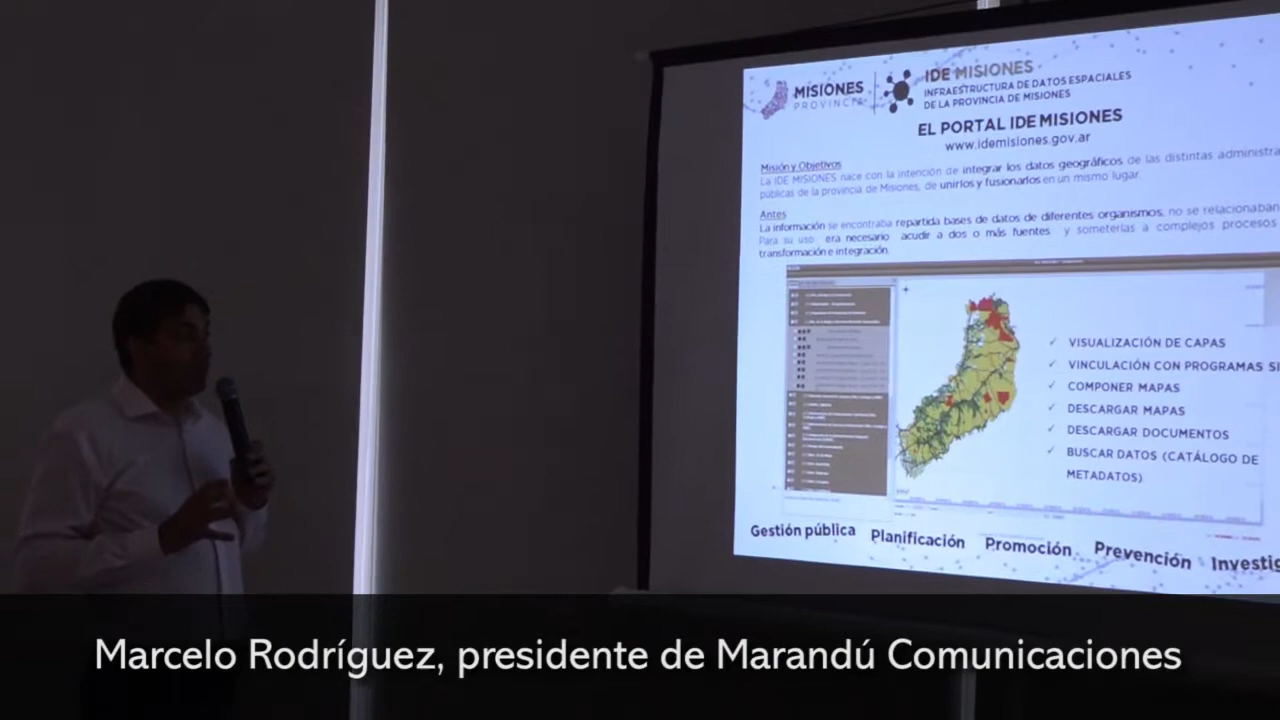 MISIONES
PROVINCIA
IDE MISIONES
INFRAESTRUCTURA DE DATOS ESPACIALES
DE LA PROVINCIA DE MISIONES
EL PORTAL IDE MISIONES
www.idemisiones.gov.ar
Misión y Objetivos
La IDE MISIONES nace con la intención de integrar los datos geográficos de las distintas administra
públicas de la provincia de Misiones, de unirlos y fusionarlos en un mismo lugar.
Antes
La información se encontraba repartida bases de datos de diferentes organismos, no se relacionaban
Para su uso era necesario acudir a dos o más fuentes y someterlas a complejos procesos
transformación e integración.
✓ VISUALIZACIÓN DE CAPAS
✓ VINCULACIÓN CON PROGRAMAS SI
✓ COMPONER MAPAS
✓ DESCARGAR MAPAS
✓ DESCARGAR DOCUMENTOS
✓ BUSCAR DATOS (CATÁLOGO DE
METADATOS)
Gestión pública Planificación Promoción Prevención Investig
Marcelo Rodríguez, presidente de Marandú Comunicaciones